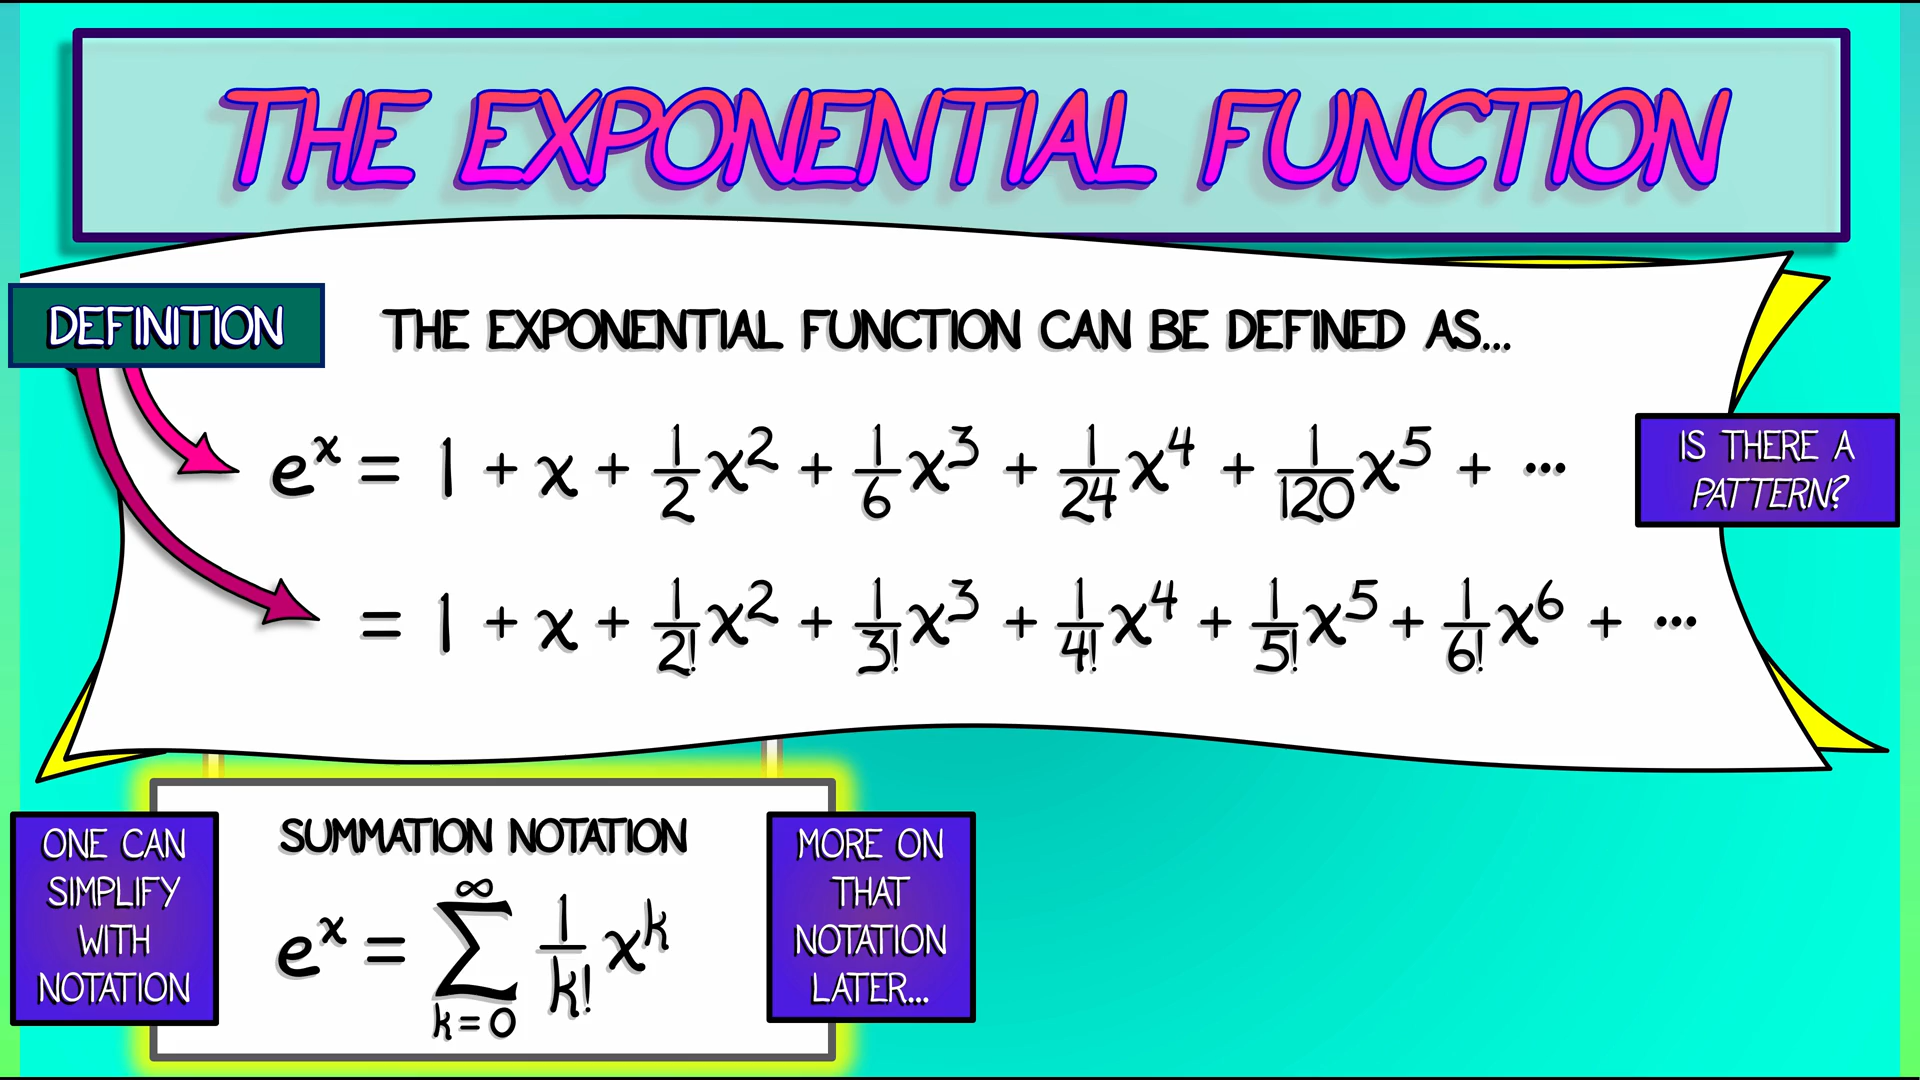 THE EXPONENTIAL FUNCTION
DEFINITION
THE EXPONENTIAL FUNCTION CAN BE DEFINED AS...
e^x = 1 + x + 1/2 x^2 + 1/6 x^3 + 1/24 x^4 + 1/120 x^5 + ...
IS THERE A
PATTERN?
= 1 + x + 1/2! x^2 + 1/3! x^3 + 1/4! x^4 + 1/5! x^5 + 1/6! x^6 + ...
ONE CAN
SIMPLIFY
WITH
NOTATION
SUMMATION NOTATION
e^x = ∑_{k=0}^{∞} 1/k! x^k
MORE ON
THAT
NOTATION
LATER...